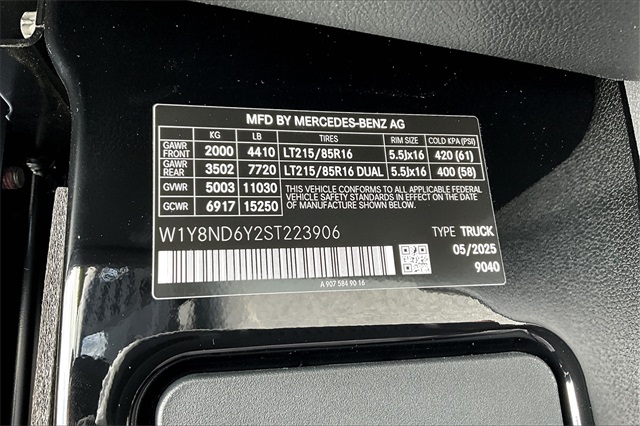 MFD BY MERCEDES-BENZ AG
KG LB TIRES RIM SIZE COLD KPA (PSI)
GAWR FRONT 2000 4410 LT215/85R16 5.5Jx16 420 (61)
GAWR REAR 3502 7720 LT215/85R16 DUAL 5.5Jx16 400 (58)
GVWR 5003 11030
GCWR 6917 15250
THIS VEHICLE CONFORMS TO ALL APPLICABLE FEDERAL
VEHICLE SAFETY STANDARDS IN EFFECT ON THE DATE
OF MANUFACTURE SHOWN ABOVE.
W1Y8ND6Y2ST223906
TYPE TRUCK
05/2025
9040
A 907 584 90 16